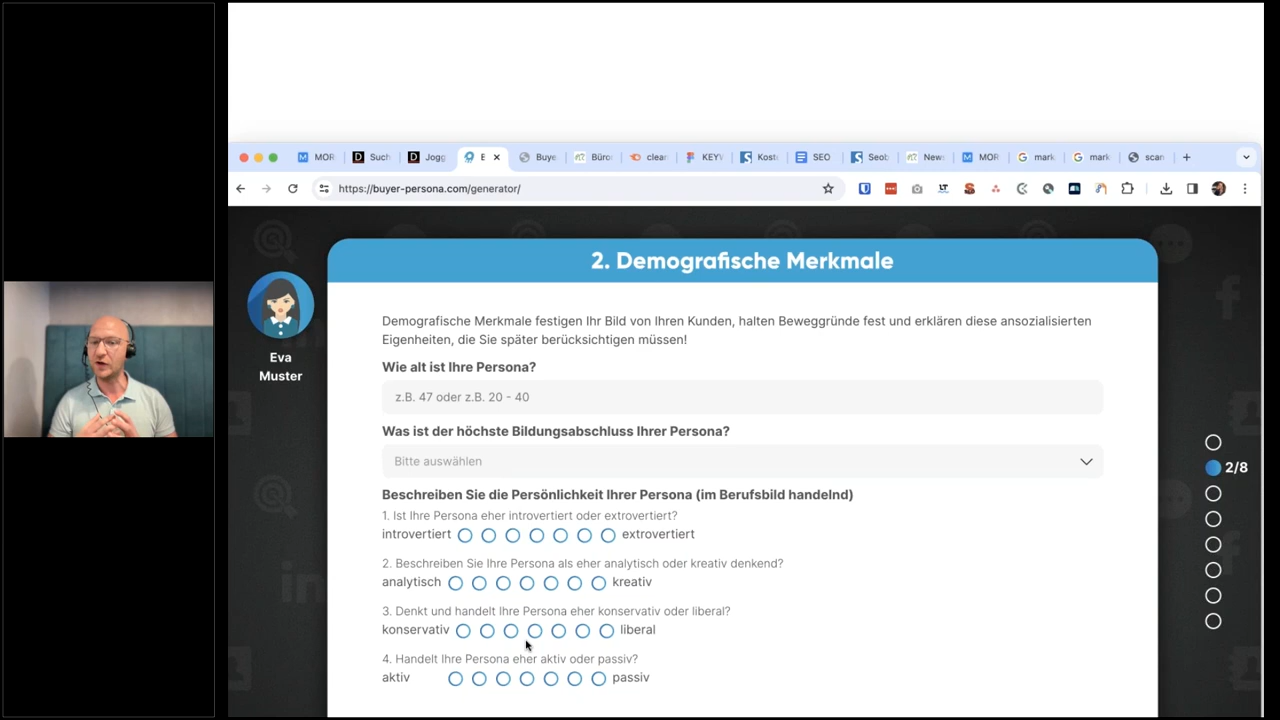 MOR
Such
Jogg
E
Buye
Büro
clear
KEYV
Kost
SEO
Seob
New
MOR
mark
mark
scan
https://buyer-persona.com/generator/
LT
2. Demografische Merkmale
Eva
Muster
Demografische Merkmale festigen Ihr Bild von Ihren Kunden, halten Beweggründe fest und erklären diese ansozialisierten
Eigenheiten, die Sie später berücksichtigen müssen!
Wie alt ist Ihre Persona?
z.B. 47 oder z.B. 20 - 40
Was ist der höchste Bildungsabschluss Ihrer Persona?
Bitte auswählen
2/8
Beschreiben Sie die Persönlichkeit Ihrer Persona (im Berufsbild handelnd)
1. Ist Ihre Persona eher introvertiert oder extrovertiert?
introvertiert extrovertiert
2. Beschreiben Sie Ihre Persona als eher analytisch oder kreativ denkend?
analytisch kreativ
3. Denkt und handelt Ihre Persona eher konservativ oder liberal?
konservativ liberal
4. Handelt Ihre Persona eher aktiv oder passiv?
aktiv passiv